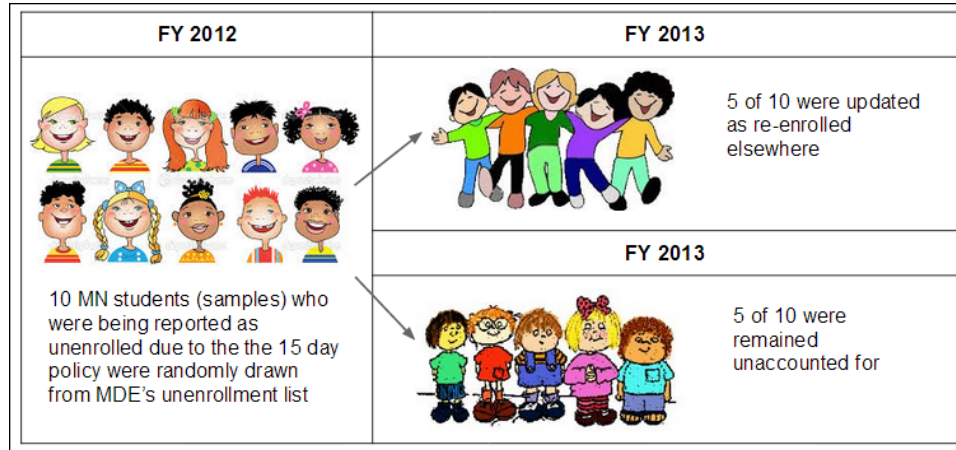 FY 2012
FY 2013
5 of 10 were updated
as re-enrolled
elsewhere
10 MN students (samples) who
were being reported as
unenrolled due to the the 15 day
policy were randomly drawn
from MDE's unenrollment list
FY 2013
5 of 10 were
remained
unaccounted for